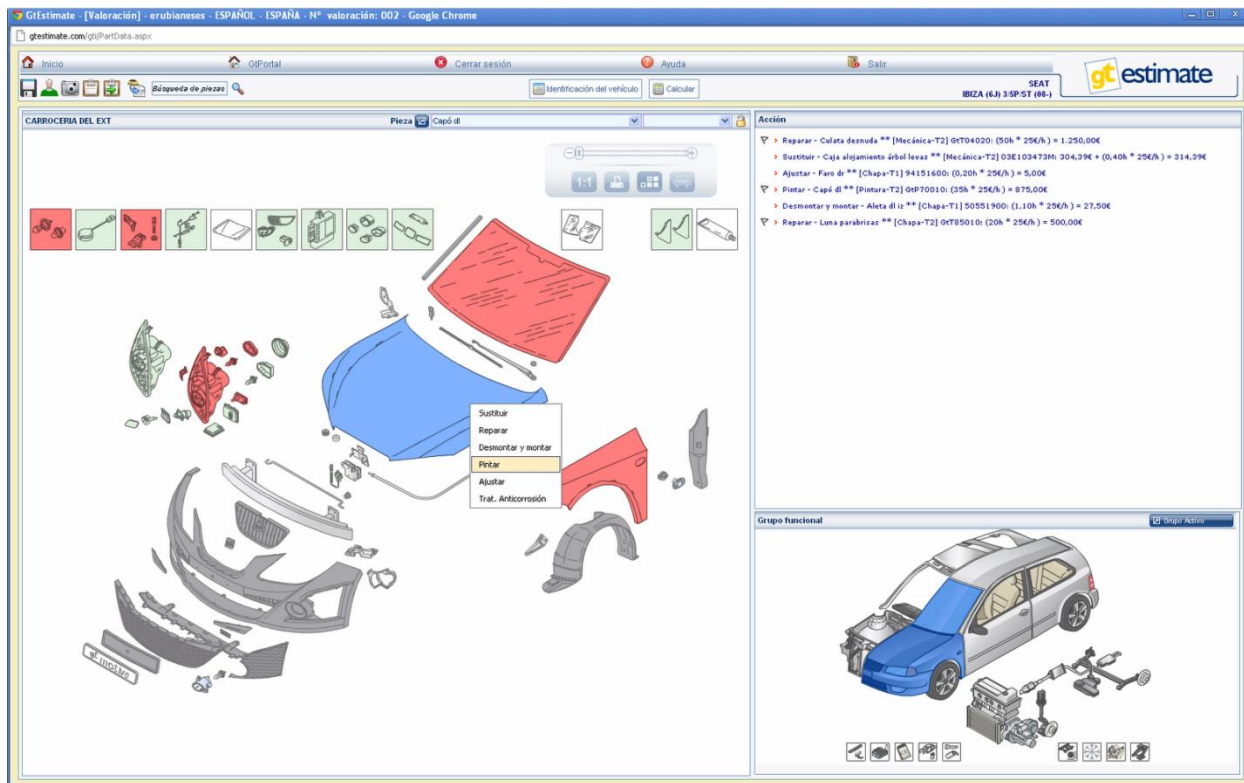 GtEstimate - [Valoración] - erubianeses - ESPAÑOL - ESPAÑA - Nº valoración: 002 - Google Chrome
gtestimate.com/gti/PartData.aspx
Inicio
GtPortal
Cerrar sesión
Ayuda
Salir
gt estimate
Búsqueda de piezas
Identificación del vehículo
Calcular
SEAT
IBIZA (6J) 3/5P/ST (08-)
CARROCERIA DEL EXT
Pieza
Capó dl
1:1
Sustituir
Reparar
Desmontar y montar
Pintar
Ajustar
Trat. Anticorrosión
gt motive
Acción
Reparar - Culata desnuda ** [Mecánica-T2] GtT04020: (50h * 25€/h ) = 1.250,00€
Sustituir - Caja alojamiento árbol levas ** [Mecánica-T2] 03E103473M: 304,39€ + (0,40h * 25€/h ) = 314,39€
Ajustar - Faro dr ** [Chapa-T1] 94151600: (0,20h * 25€/h ) = 5,00€
Pintar - Capó dl ** [Pintura-T2] GtP70010: (35h * 25€/h ) = 875,00€
Desmontar y montar - Aleta dl iz ** [Chapa-T1] 50551900: (1,10h * 25€/h ) = 27,50€
Reparar - Luna parabrisas ** [Chapa-T2] GtT85010: (20h * 25€/h ) = 500,00€
Grupo funcional
Grupo Activo